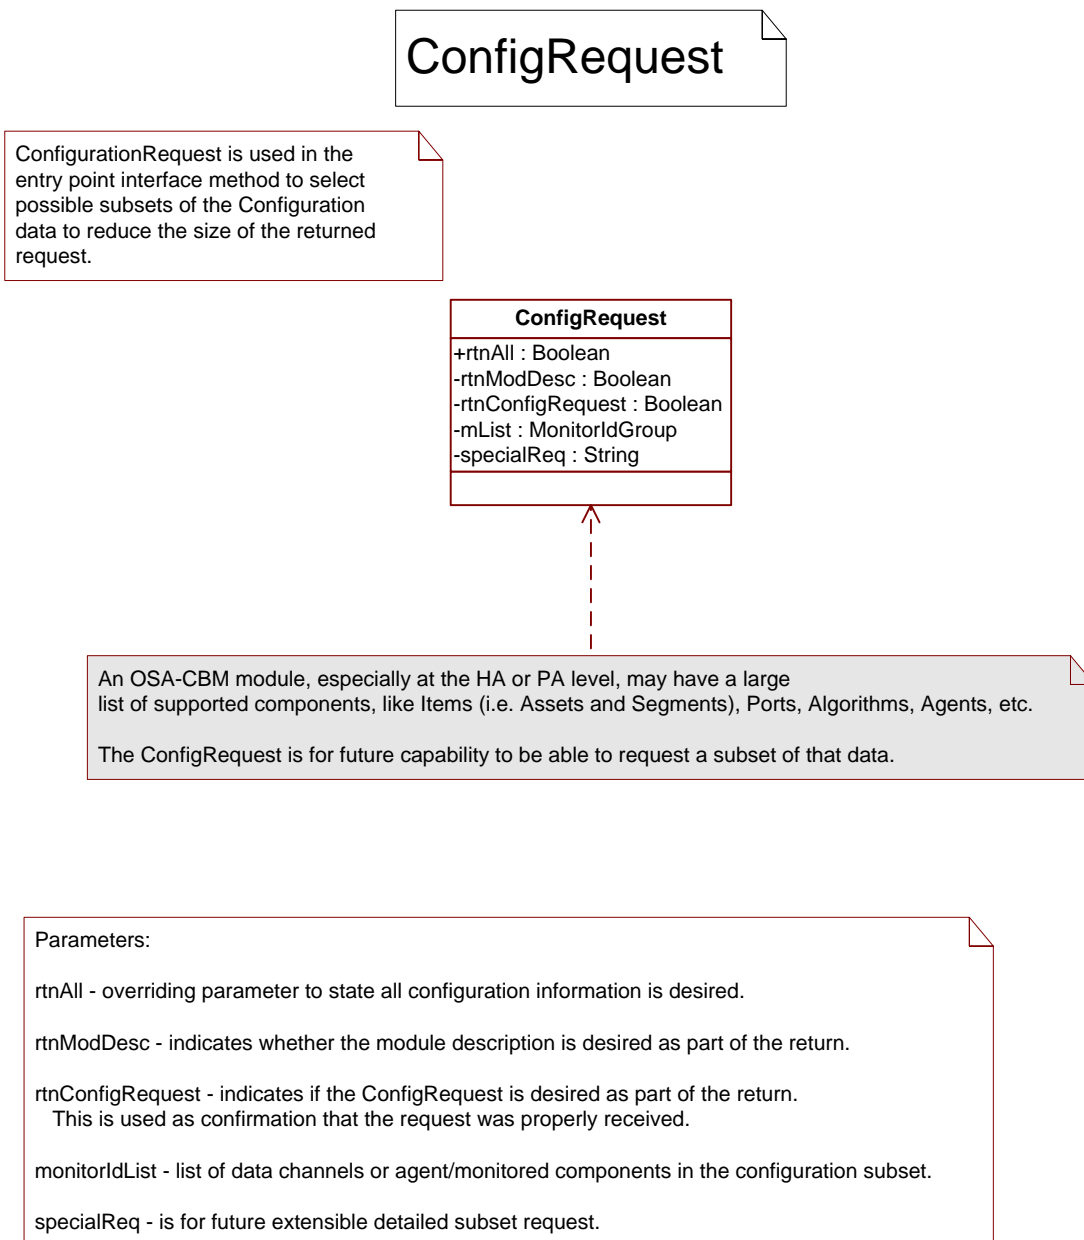 ConfigRequest
ConfigurationRequest is used in the
entry point interface method to select
possible subsets of the Configuration
data to reduce the size of the returned
request.
ConfigRequest
+rtnAll : Boolean
-rtnModDesc : Boolean
-rtnConfigRequest : Boolean
-mList : MonitorIdGroup
-specialReq : String
An OSA-CBM module, especially at the HA or PA level, may have a large
list of supported components, like Items (i.e. Assets and Segments), Ports, Algorithms, Agents, etc.
The ConfigRequest is for future capability to be able to request a subset of that data.
Parameters:
rtnAll - overriding parameter to state all configuration information is desired.
rtnModDesc - indicates whether the module description is desired as part of the return.
rtnConfigRequest - indicates if the ConfigRequest is desired as part of the return.
This is used as confirmation that the request was properly received.
monitorIdList - list of data channels or agent/monitored components in the configuration subset.
specialReq - is for future extensible detailed subset request.